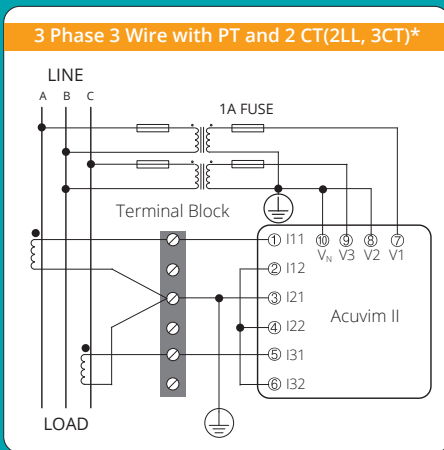 3 Phase 3 Wire with PT and 2 CT(2LL, 3CT)*
LINE
A B C
1A FUSE
Terminal Block
10 9 8 7
VN V3 V2 V1
1 I11
2 I12
3 I21
4 I22
5 I31
6 I32
Acuvim II
LOAD